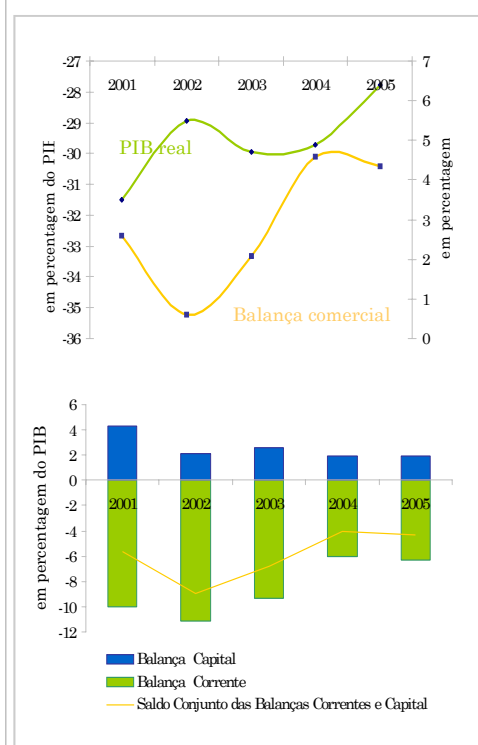 -27
-28
-29
-30
-31
-32
-33
-34
-35
-36
em percentagem do PIB
2001 2002 2003 2004 2005
7
6
5
4
3
2
1
0
em percentagem
PIB real
Balança comercial
6
4
2
0
-2
-4
-6
-8
-10
-12
em percentagem do PIB
2001 2002 2003 2004 2005
Balança Capital
Balança Corrente
Saldo Conjunto das Balanças Correntes e Capital